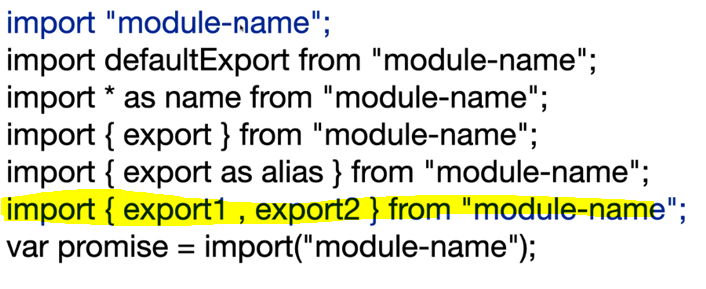 import "module-name";
import defaultExport from "module-name";
import * as name from "module-name";
import { export } from "module-name";
import { export as alias } from "module-name";
import { export1 , export2 } from "module-name";
var promise = import("module-name");